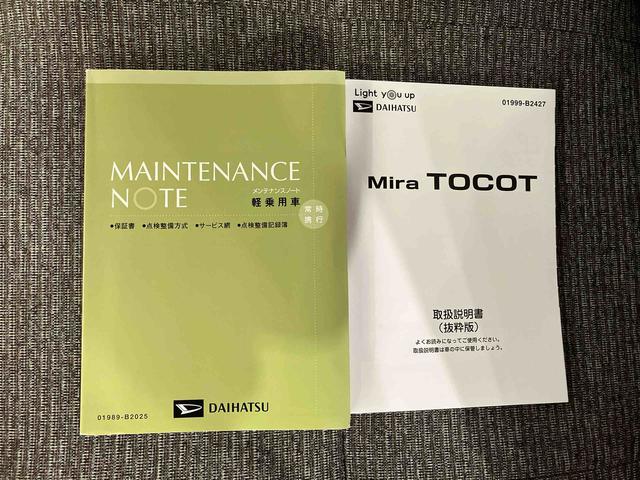 MAINTENANCE
NOTE
メンテナンスノート
軽乗用車
常時
携行
●保証書 ●点検整備方式 ●サービス網 ●点検整備記録簿
01989-B2025
DAIHATSU
Light you up
DAIHATSU
01999-B2427
Mira TOCOT
取扱説明書
（抜粋版）
よくお読みになってご使用ください。
取扱説明書は車の中に保管しましょう。